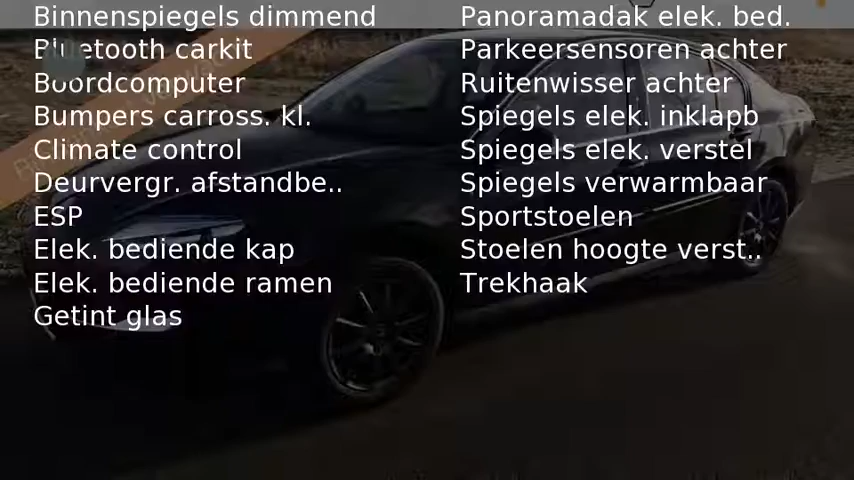 Binnenspiegels dimmend
Bluetooth carkit
Boordcomputer
Bumpers carross. kl.
Climate control
Deurvergr. afstandbe..
ESP
Elek. bediende kap
Elek. bediende ramen
Getint glas
Panoramadak elek. bed.
Parkeersensoren achter
Ruitenwisser achter
Spiegels elek. inklapb
Spiegels elek. verstel
Spiegels verwarmbaar
Sportstoelen
Stoelen hoogte verst..
Trekhaak